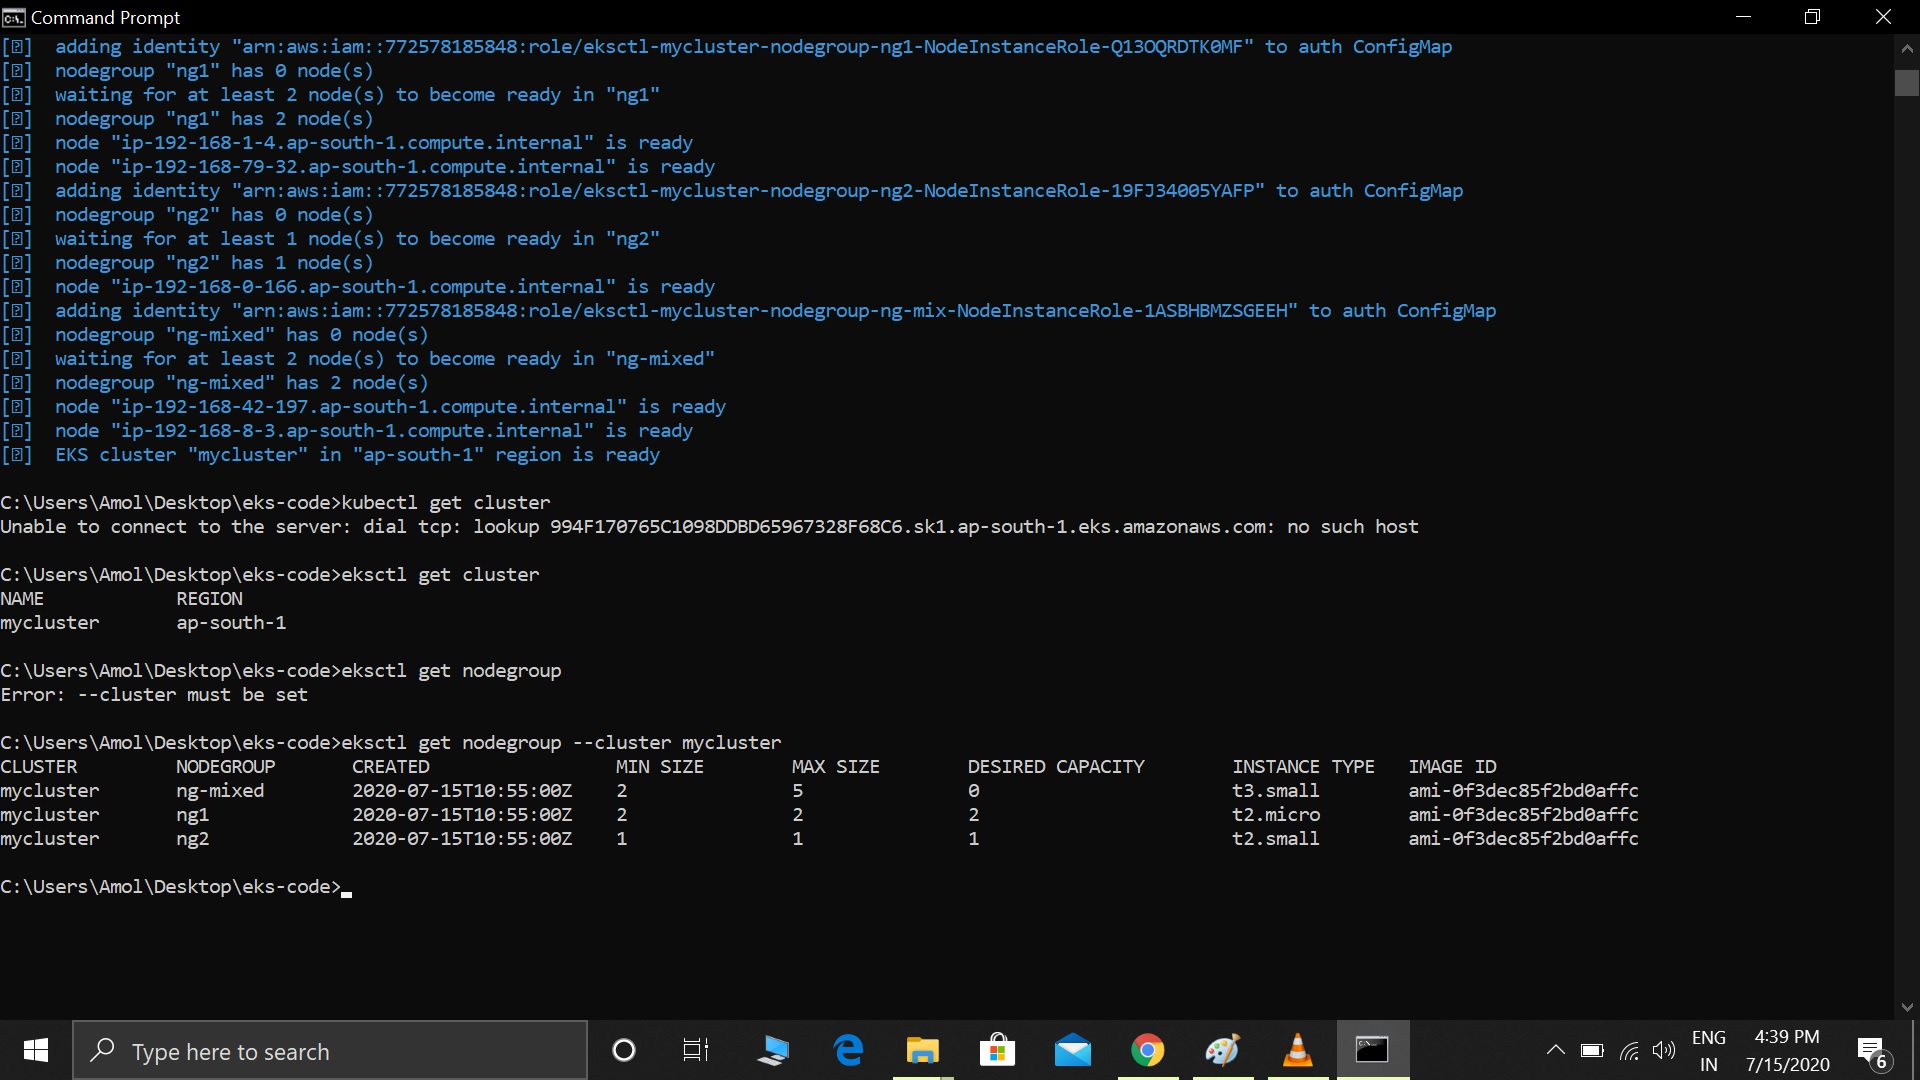 Command Prompt
[?]  adding identity "arn:aws:iam::772578185848:role/eksctl-mycluster-nodegroup-ng1-NodeInstanceRole-Q13OQRDTK0MF" to auth ConfigMap
[?]  nodegroup "ng1" has 0 node(s)
[?]  waiting for at least 2 node(s) to become ready in "ng1"
[?]  nodegroup "ng1" has 2 node(s)
[?]  node "ip-192-168-1-4.ap-south-1.compute.internal" is ready
[?]  node "ip-192-168-79-32.ap-south-1.compute.internal" is ready
[?]  adding identity "arn:aws:iam::772578185848:role/eksctl-mycluster-nodegroup-ng2-NodeInstanceRole-19FJ34005YAFP" to auth ConfigMap
[?]  nodegroup "ng2" has 0 node(s)
[?]  waiting for at least 1 node(s) to become ready in "ng2"
[?]  nodegroup "ng2" has 1 node(s)
[?]  node "ip-192-168-0-166.ap-south-1.compute.internal" is ready
[?]  adding identity "arn:aws:iam::772578185848:role/eksctl-mycluster-nodegroup-ng-mix-NodeInstanceRole-1ASBHBMZSGEEH" to auth ConfigMap
[?]  nodegroup "ng-mixed" has 0 node(s)
[?]  waiting for at least 2 node(s) to become ready in "ng-mixed"
[?]  nodegroup "ng-mixed" has 2 node(s)
[?]  node "ip-192-168-42-197.ap-south-1.compute.internal" is ready
[?]  node "ip-192-168-8-3.ap-south-1.compute.internal" is ready
[?]  EKS cluster "mycluster" in "ap-south-1" region is ready
C:\Users\Amol\Desktop\eks-code>kubectl get cluster
Unable to connect to the server: dial tcp: lookup 994F170765C1098DDBD65967328F68C6.sk1.ap-south-1.eks.amazonaws.com: no such host
C:\Users\Amol\Desktop\eks-code>eksctl get cluster
NAME            REGION
mycluster       ap-south-1
C:\Users\Amol\Desktop\eks-code>eksctl get nodegroup
Error: --cluster must be set
C:\Users\Amol\Desktop\eks-code>eksctl get nodegroup --cluster mycluster
CLUSTER         NODEGROUP       CREATED                 MIN SIZE        MAX SIZE        DESIRED CAPACITY        INSTANCE TYPE   IMAGE ID
mycluster       ng-mixed        2020-07-15T10:55:00Z    2               5               0                       t3.small        ami-0f3dec85f2bd0affc
mycluster       ng1             2020-07-15T10:55:00Z    2               2               2                       t2.micro        ami-0f3dec85f2bd0affc
mycluster       ng2             2020-07-15T10:55:00Z    1               1               1                       t2.small        ami-0f3dec85f2bd0affc
C:\Users\Amol\Desktop\eks-code>
Type here to search
ENG
IN
4:39 PM
7/15/2020
6